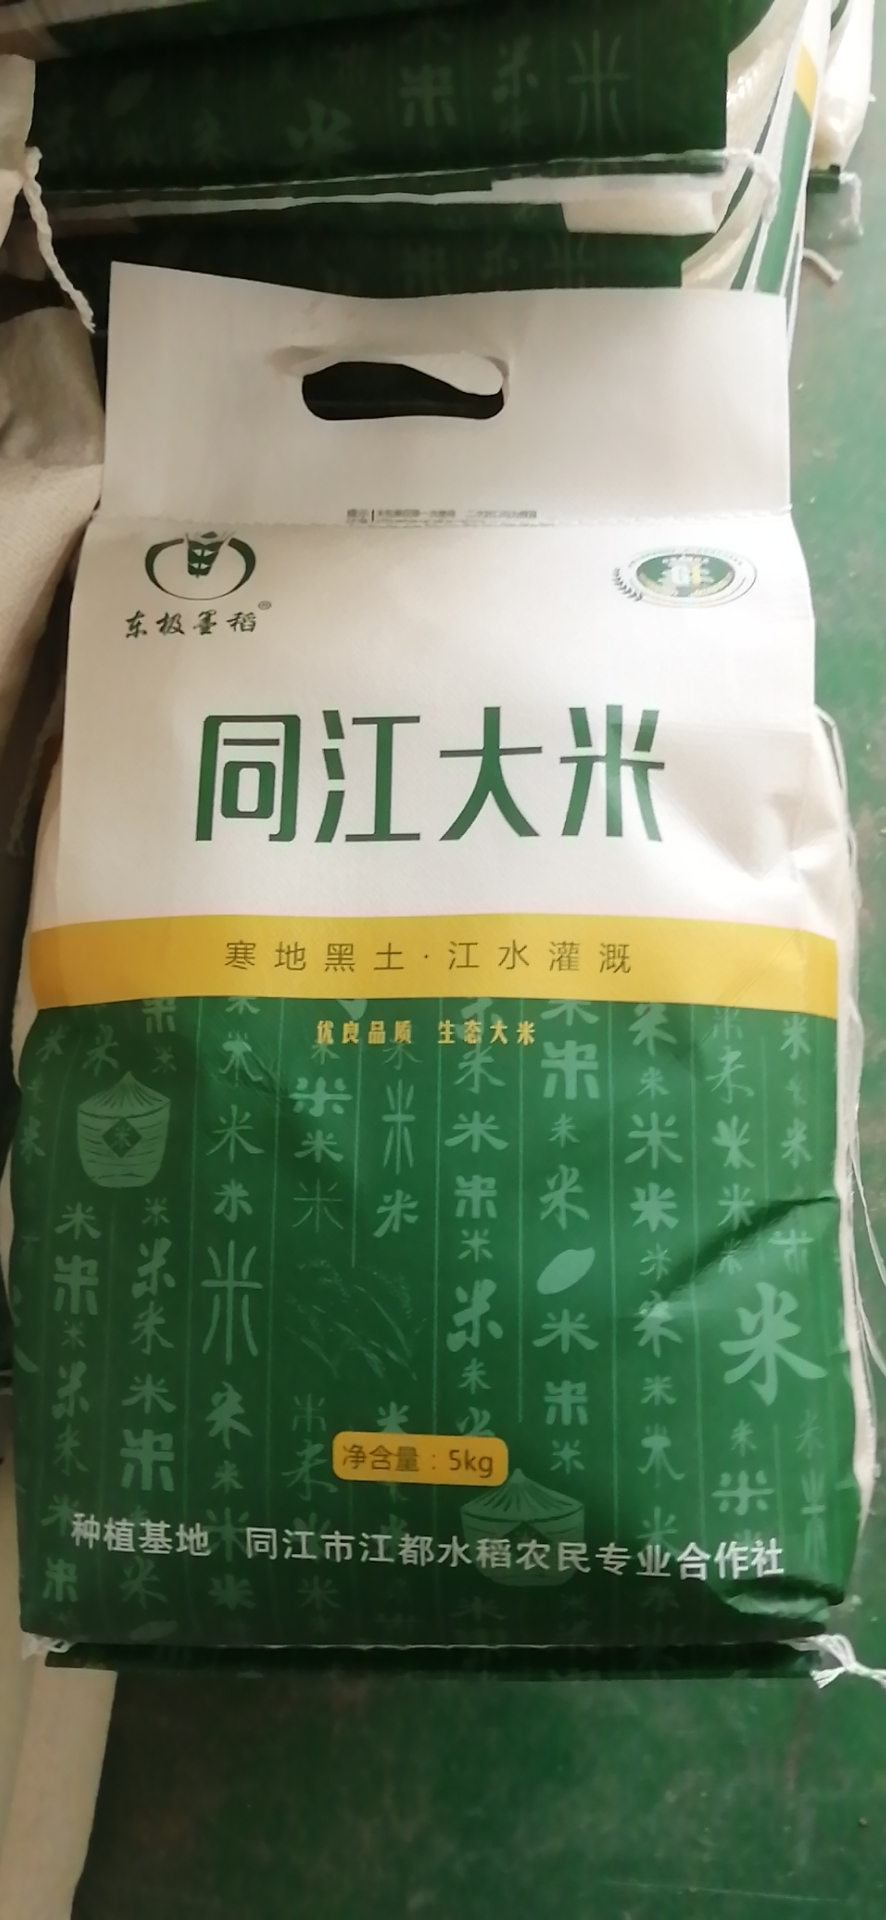 东极墨稻®
同江大米
寒地黑土·江水灌溉
优良品质 生态大米
米
净含量：5kg
种植基地 同江市江都水稻农民专业合作社